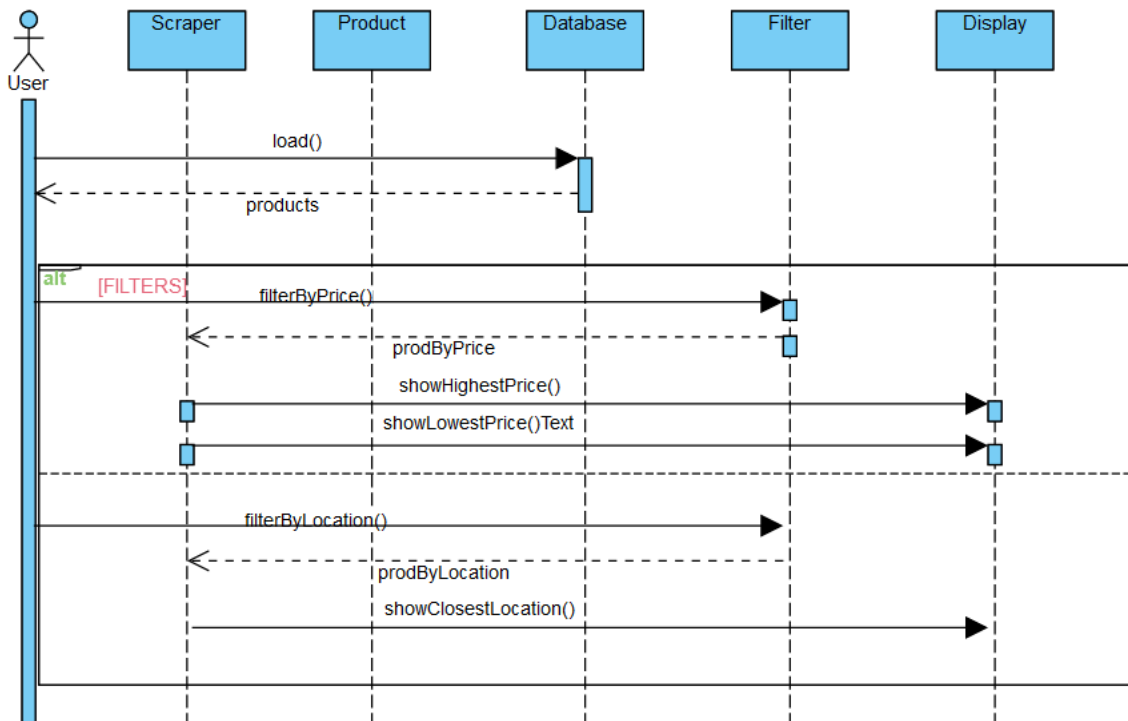 Scraper
Product
Database
Filter
Display
User
load()
products
alt
[FILTERS]
filterByPrice()
prodByPrice
showHighestPrice()
showLowestPrice()Text
filterByLocation()
prodByLocation
showClosestLocation()